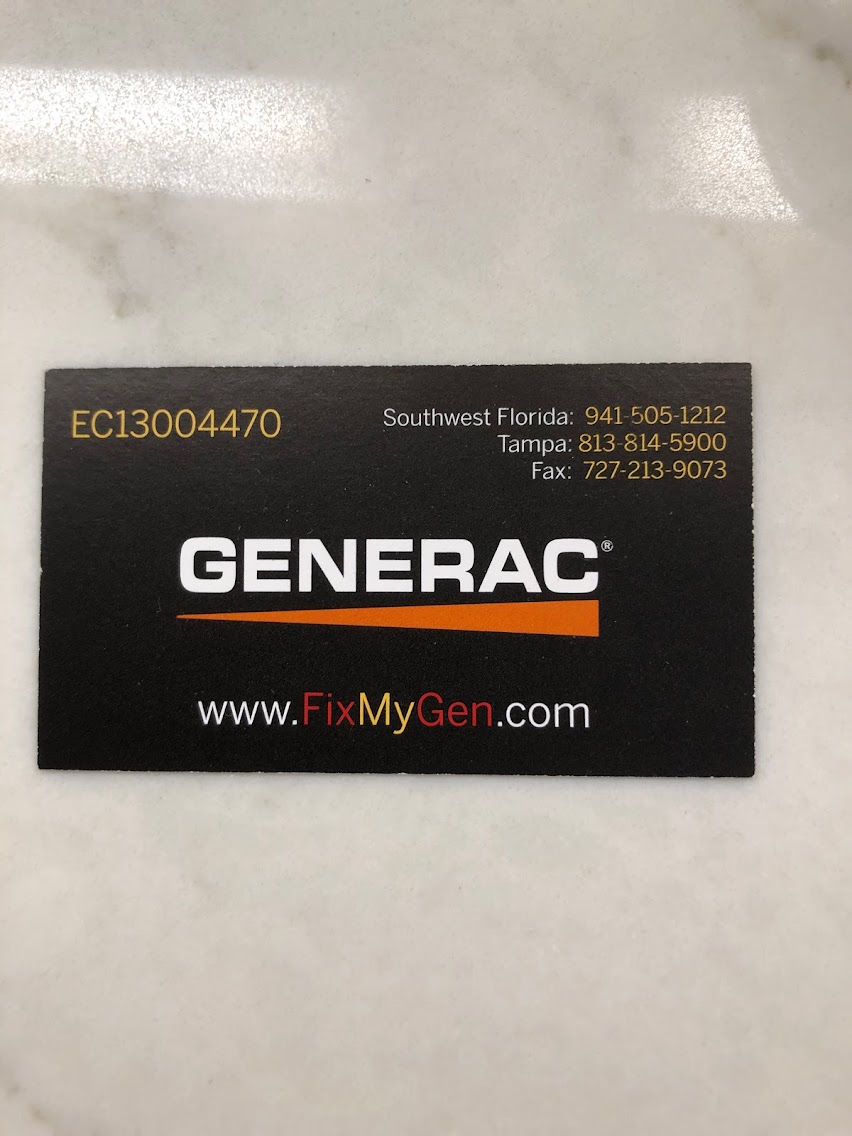 EC13004470
Southwest Florida: 941-505-1212
Tampa: 813-814-5900
Fax: 727-213-9073
GENERAC®
www.FixMyGen.com